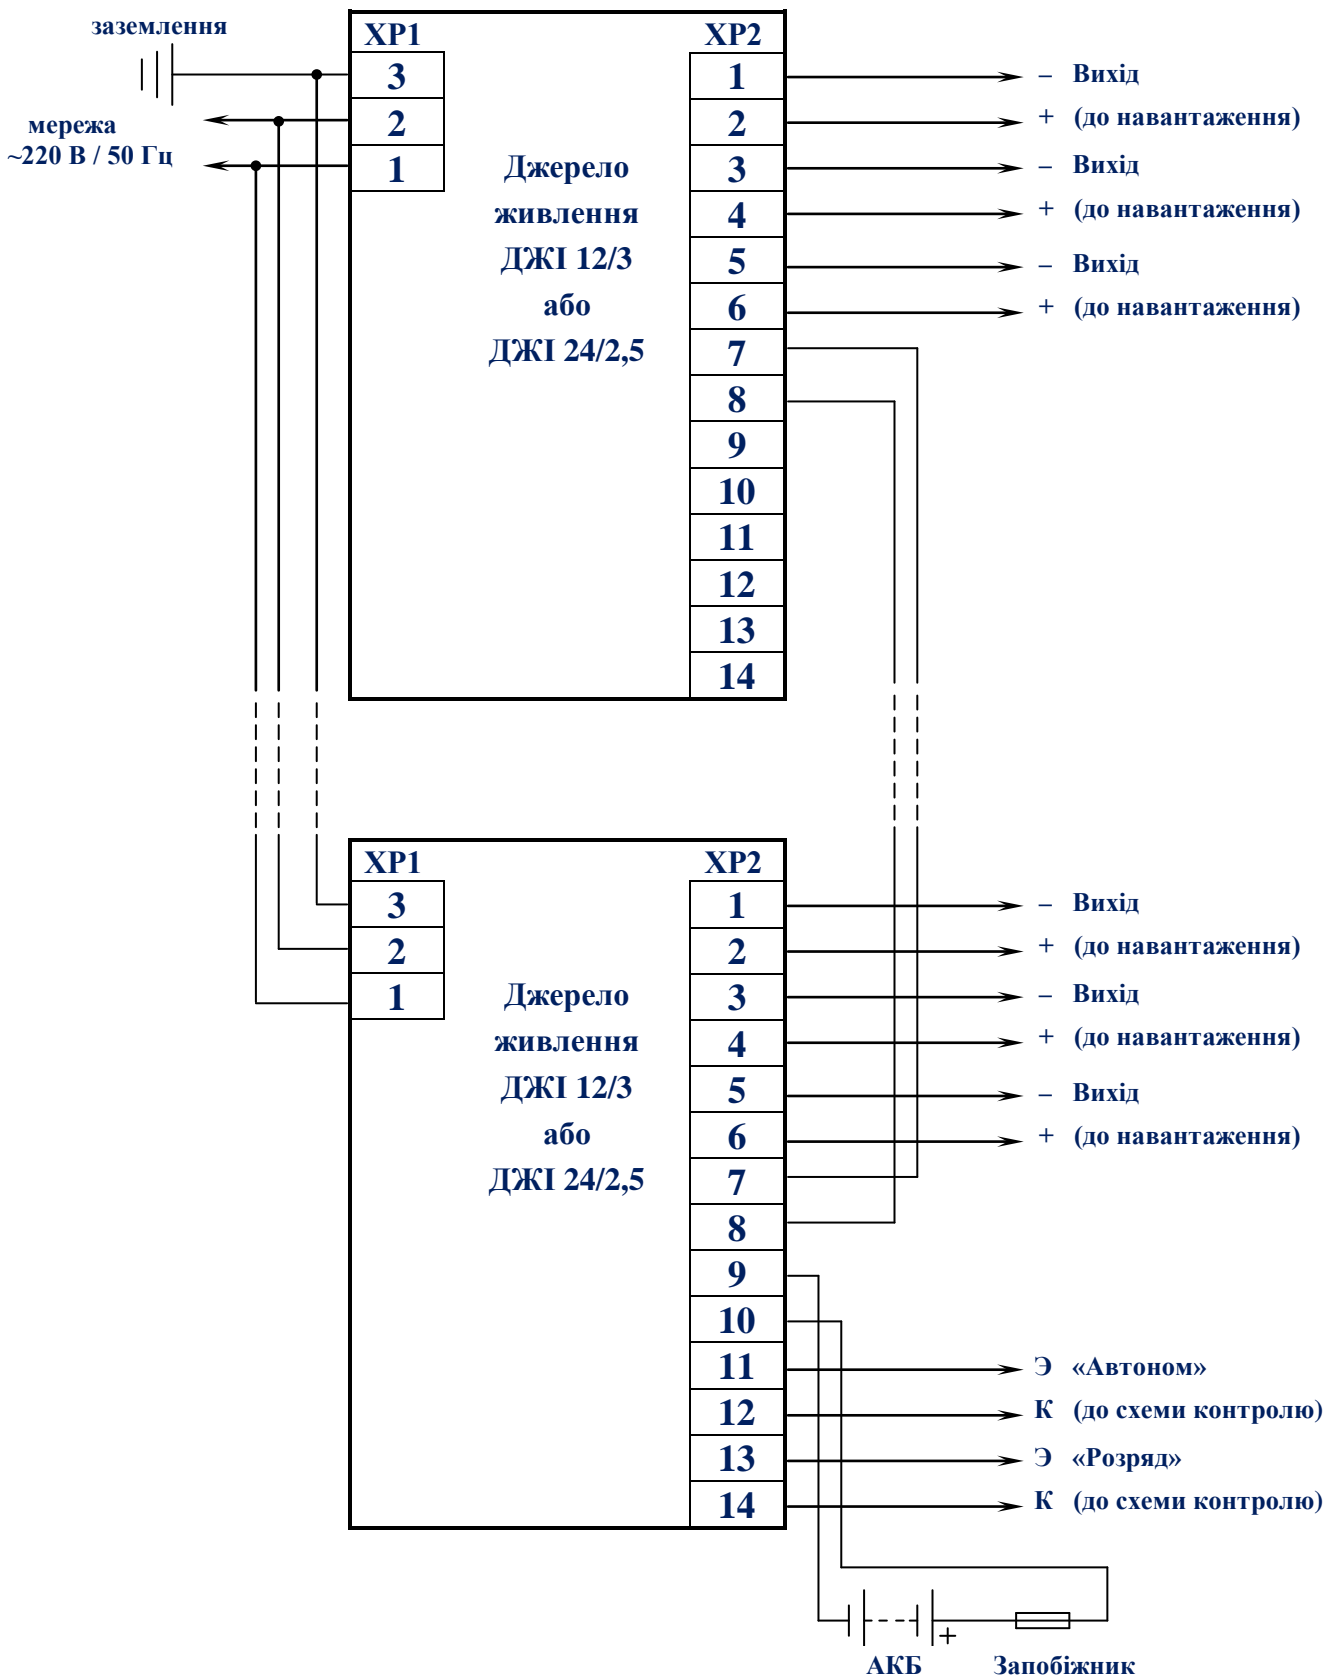 заземлення
мережа
~220 В / 50 Гц
XP1
3
2
1
Джерело
живлення
ДЖІ 12/3
або
ДЖІ 24/2,5
XP2
1
2
3
4
5
6
7
8
9
10
11
12
13
14
– Вихід
+ (до навантаження)
– Вихід
+ (до навантаження)
– Вихід
+ (до навантаження)
XP1
3
2
1
Джерело
живлення
ДЖІ 12/3
або
ДЖІ 24/2,5
XP2
1
2
3
4
5
6
7
8
9
10
11
12
13
14
– Вихід
+ (до навантаження)
– Вихід
+ (до навантаження)
– Вихід
+ (до навантаження)
Э «Автоном»
К (до схеми контролю)
Э «Розряд»
К (до схеми контролю)
+
АКБ
Запобіжник